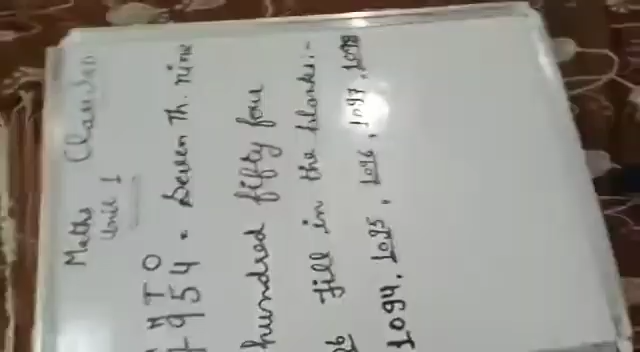 Maths Class
Unit 1
H T O
7954 = Seven Th. nine
hundred fifty four
fill in the blanks:-
1094, 1095, 1096, 1097, 1098